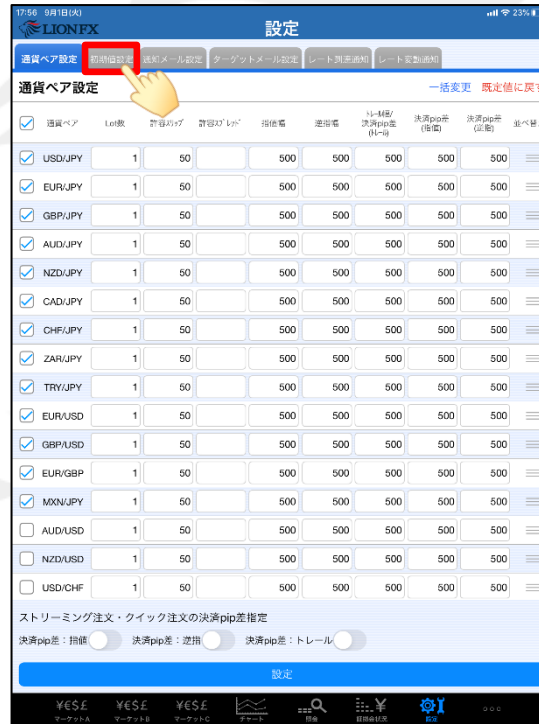 17:56 9月1日(火) 23%
LION FX 設定
通貨ペア設定 初期値設定 通知メール設定 ターゲットメール設定 レート到達通知 レート変動通知
通貨ペア設定 一括変更 既定値に戻す
通貨ペア Lot数 許容スリップ 許容スプレッド 指値幅 逆指幅 トレール幅/決済pip差(トレール) 決済pip差(指値) 決済pip差(逆指) 並べ替
USD/JPY 1 50 500 500 500 500 500
EUR/JPY 1 50 500 500 500 500 500
GBP/JPY 1 50 500 500 500 500 500
AUD/JPY 1 50 500 500 500 500 500
NZD/JPY 1 50 500 500 500 500 500
CAD/JPY 1 50 500 500 500 500 500
CHF/JPY 1 50 500 500 500 500 500
ZAR/JPY 1 50 500 500 500 500 500
TRY/JPY 1 50 500 500 500 500 500
EUR/USD 1 50 500 500 500 500 500
GBP/USD 1 50 500 500 500 500 500
EUR/GBP 1 50 500 500 500 500 500
MXN/JPY 1 50 500 500 500 500 500
AUD/USD 1 50 500 500 500 500 500
NZD/USD 1 50 500 500 500 500 500
USD/CHF 1 50 500 500 500 500 500
ストリーミング注文・クイック注文の決済pip差指定
決済pip差:指値 決済pip差:逆指 決済pip差:トレール
設定
¥€$£ ¥€$£ ¥€$£ ¥
マーケットA マーケットB マーケットC チャート 照会 証拠金状況 設定